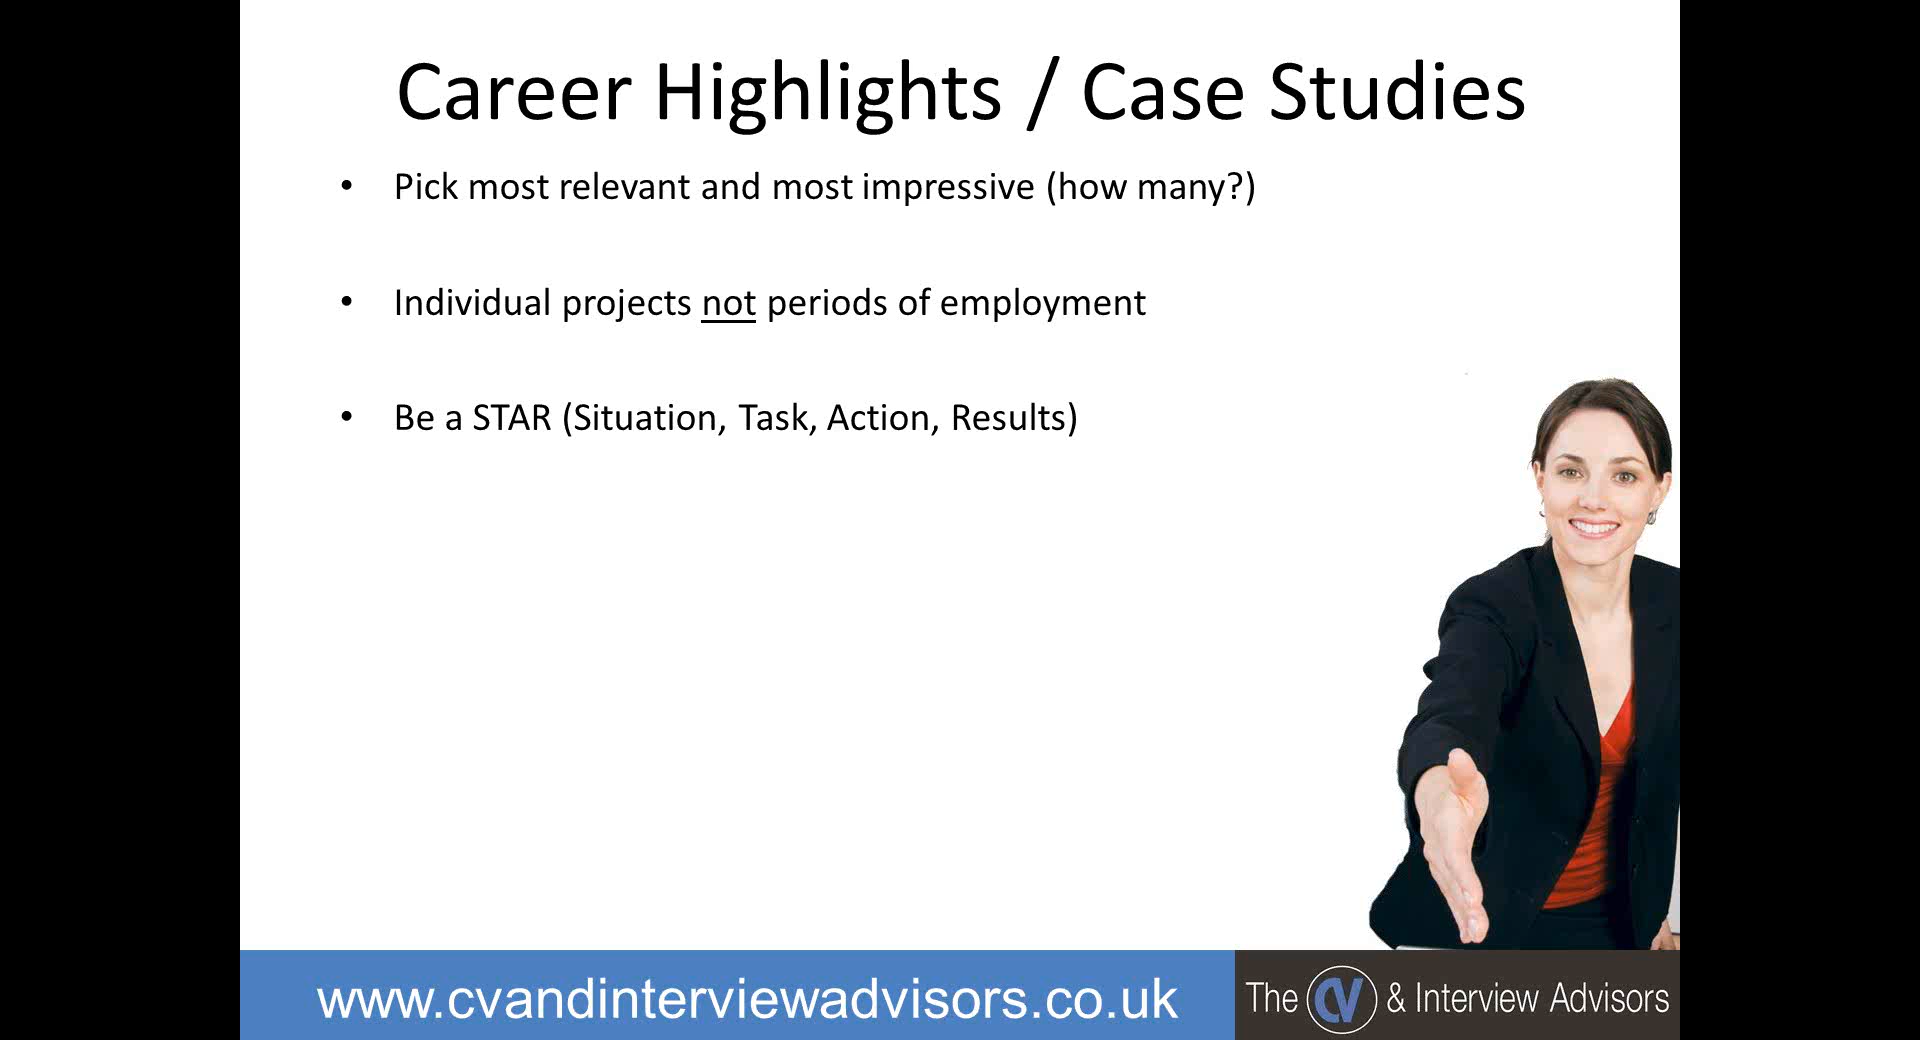 Career Highlights / Case Studies
• Pick most relevant and most impressive (how many?)
• Individual projects not periods of employment
• Be a STAR (Situation, Task, Action, Results)
www.cvandinterviewadvisors.co.uk
The CV & Interview Advisors